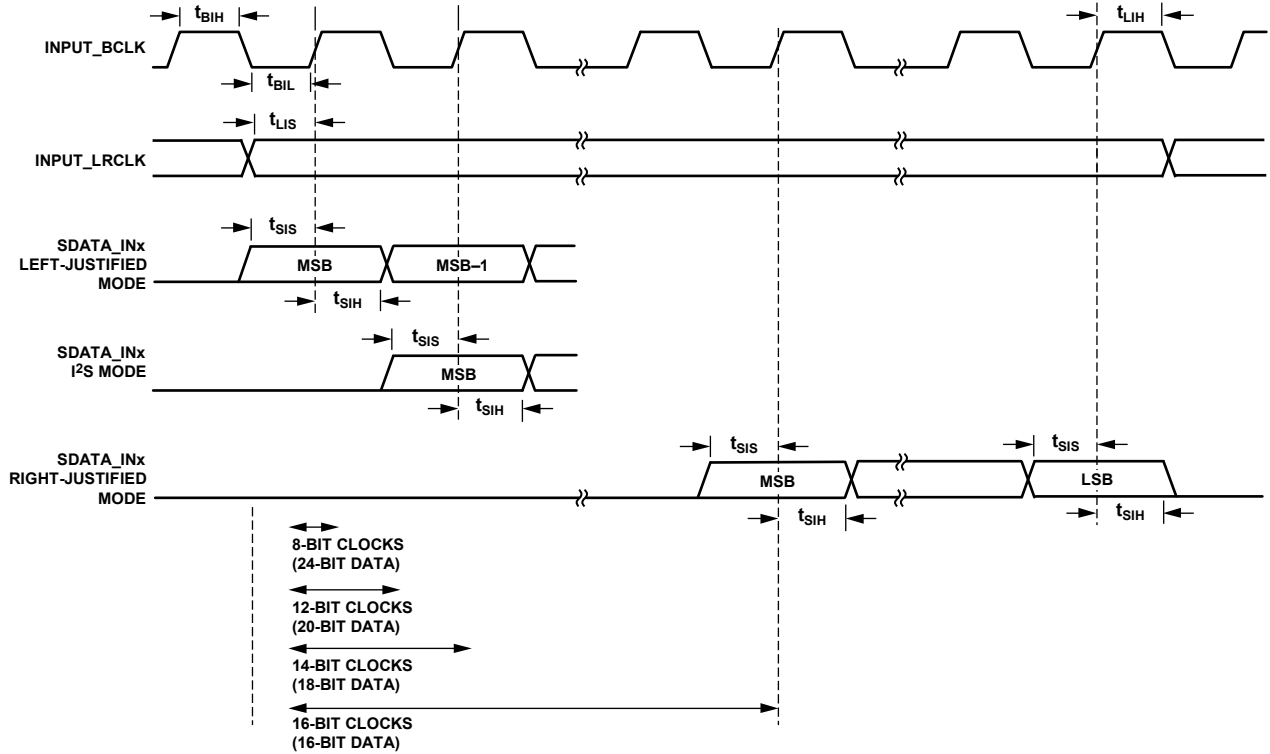 tBIH
tLIH
INPUT_BCLK
tBIL
tLIS
INPUT_LRCLK
tSIS
SDATA_INx
LEFT-JUSTIFIED
MODE
MSB
MSB–1
tSIH
tSIS
SDATA_INx
I²S MODE
MSB
tSIH
tSIS
tSIS
SDATA_INx
RIGHT-JUSTIFIED
MODE
MSB
LSB
tSIH
tSIH
8-BIT CLOCKS
(24-BIT DATA)
12-BIT CLOCKS
(20-BIT DATA)
14-BIT CLOCKS
(18-BIT DATA)
16-BIT CLOCKS
(16-BIT DATA)